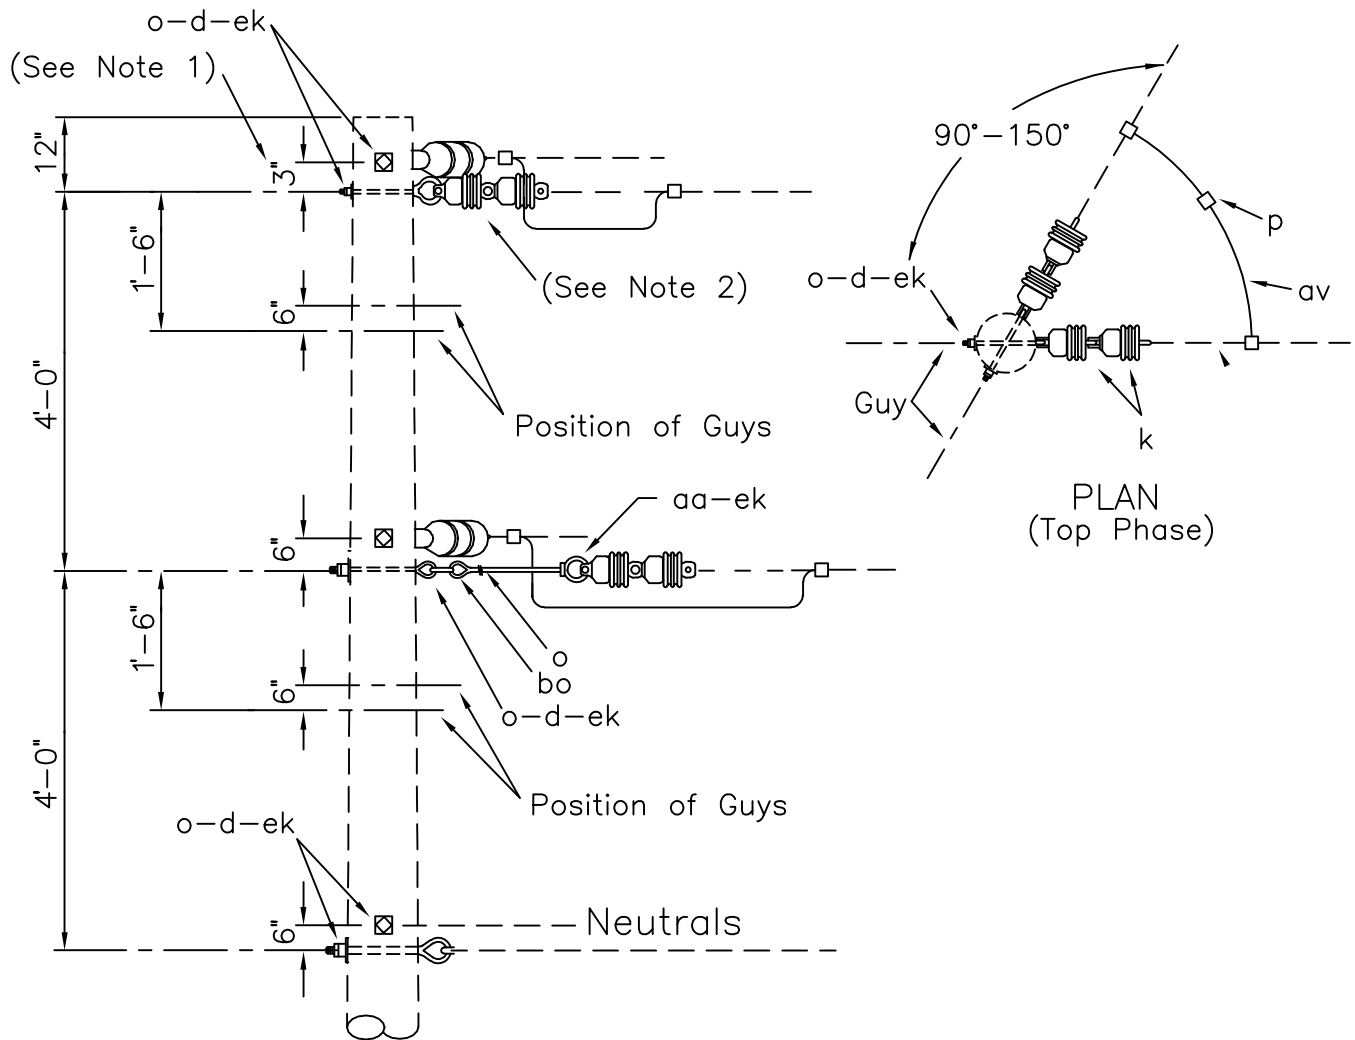 o-d-ek
(See Note 1)
12"
3"
1'-6"
6"
(See Note 2)
4'-0"
Position of Guys
90°-150°
p
o-d-ek
av
Guy
k
PLAN
(Top Phase)
aa-ek
6"
1'-6"
6"
o
bo
o-d-ek
4'-0"
Position of Guys
o-d-ek
6"
Neutrals